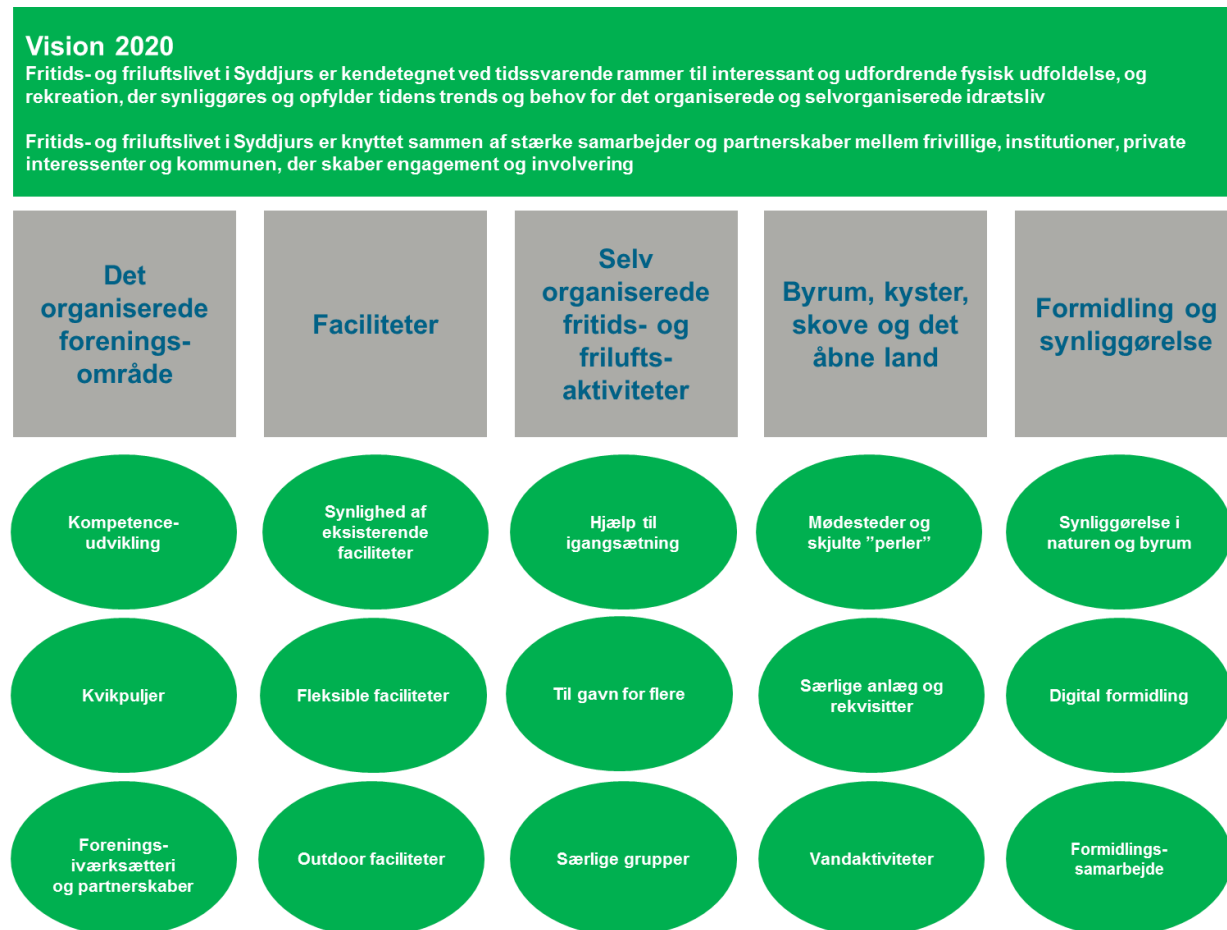 Vision 2020
Fritids- og friluftslivet i Syddjurs er kendetegnet ved tidssvarende rammer til interessant og udfordrende fysisk udfoldelse, og
rekreation, der synliggøres og opfylder tidens trends og behov for det organiserede og selvorganiserede idrætsliv
Fritids- og friluftslivet i Syddjurs er knyttet sammen af stærke samarbejder og partnerskaber mellem frivillige, institutioner, private
interessenter og kommunen, der skaber engagement og involvering
Det
organiserede
forenings-
område
Faciliteter
Selv
organiserede
fritids- og
frilufts-
aktiviteter
Byrum, kyster,
skove og det
åbne land
Formidling og
synliggørelse
Kompetence-
udvikling
Synlighed af
eksisterende
faciliteter
Hjælp til
igangsætning
Mødesteder og
skjulte ”perler”
Synliggørelse i
naturen og byrum
Kvikpuljer
Fleksible faciliteter
Til gavn for flere
Særlige anlæg og
rekvisitter
Digital formidling
Forenings-
iværksætteri
og partnerskaber
Outdoor faciliteter
Særlige grupper
Vandaktiviteter
Formidlings-
samarbejde